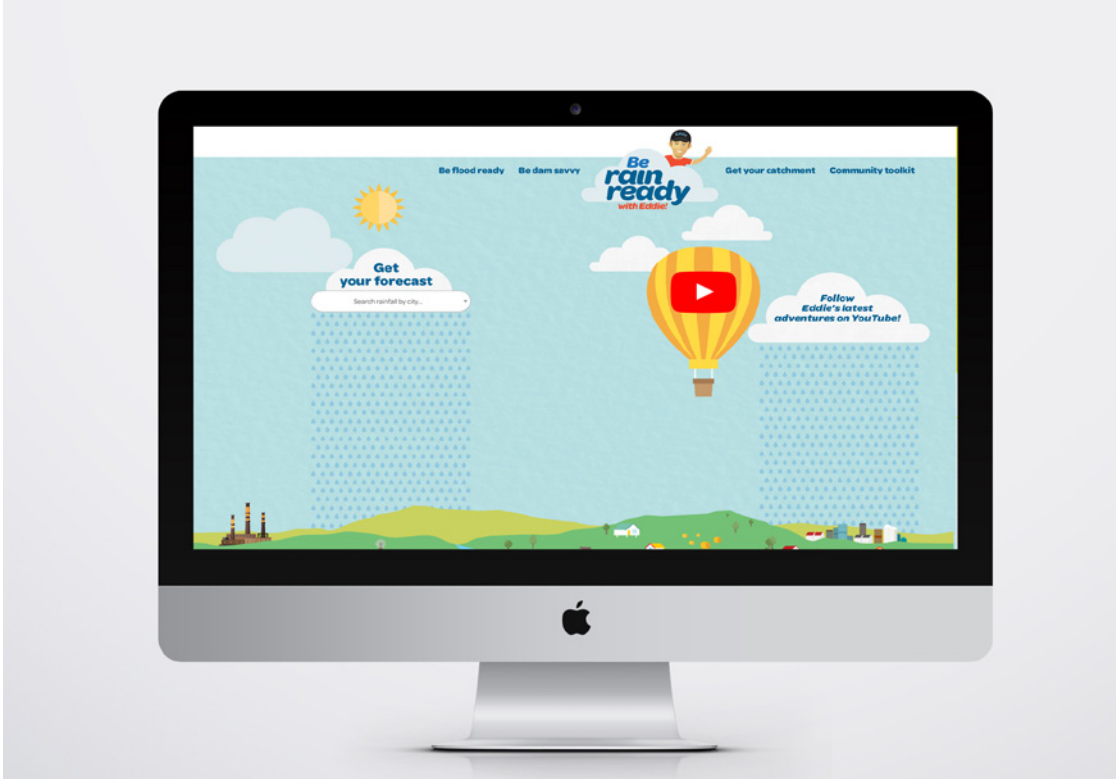 Be flood ready
Be dam savvy
Be
rain
ready
with Eddie!
Get your catchment
Community toolkit
Get
your forecast
Search rainfall by city...
Follow
Eddie's latest
adventures on YouTube!